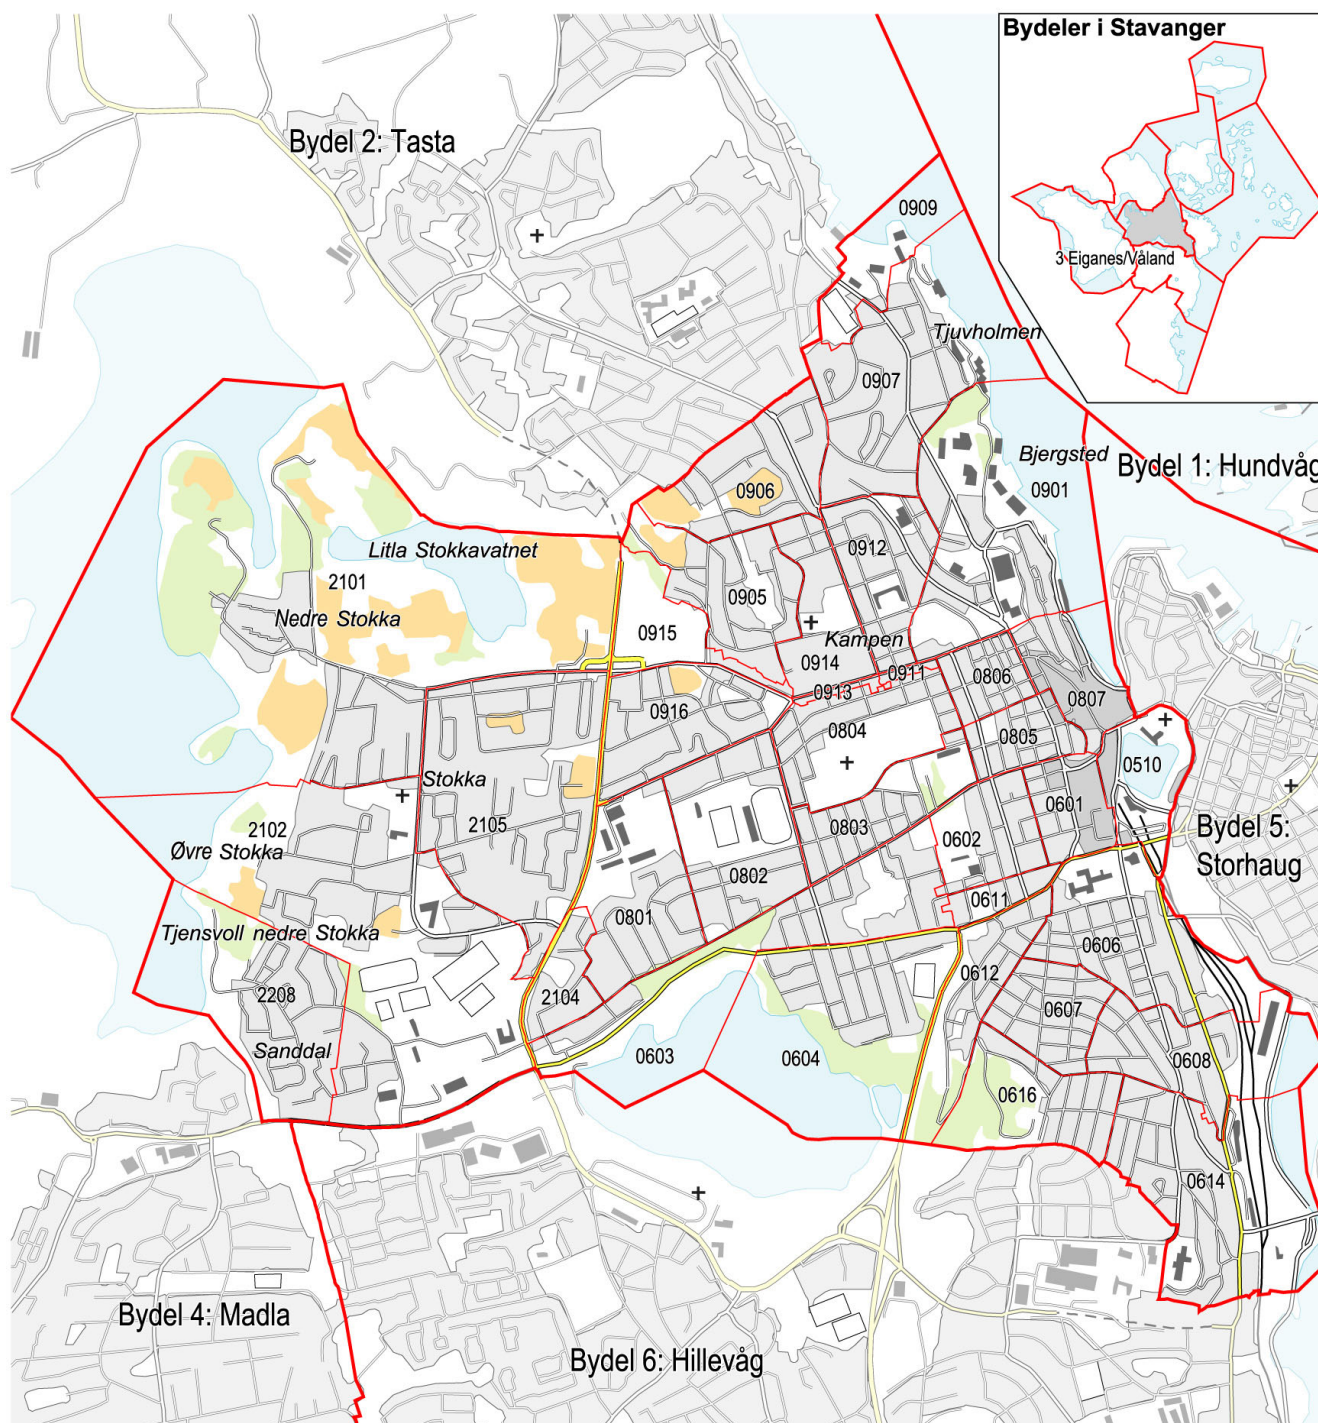 Bydeler i Stavanger
3 Eiganes/Våland
Bydel 2: Tasta
0909
Tjuvholmen
0907
Bjergsted
0901
Bydel 1: Hundvåg
0906
0912
Litla Stokkavatnet
2101
Nedre Stokka
0905
0915
Kampen
0914
0911
0913
0806
0807
0916
0804
0805
0510
Stokka
0601
2105
2102
Øvre Stokka
0803
0602
Bydel 5:
Storhaug
0802
0801
0611
Tjensvoll nedre Stokka
0606
0612
2208
2104
0607
Sanddal
0603
0604
0608
0616
0614
Bydel 4: Madla
Bydel 6: Hillevåg